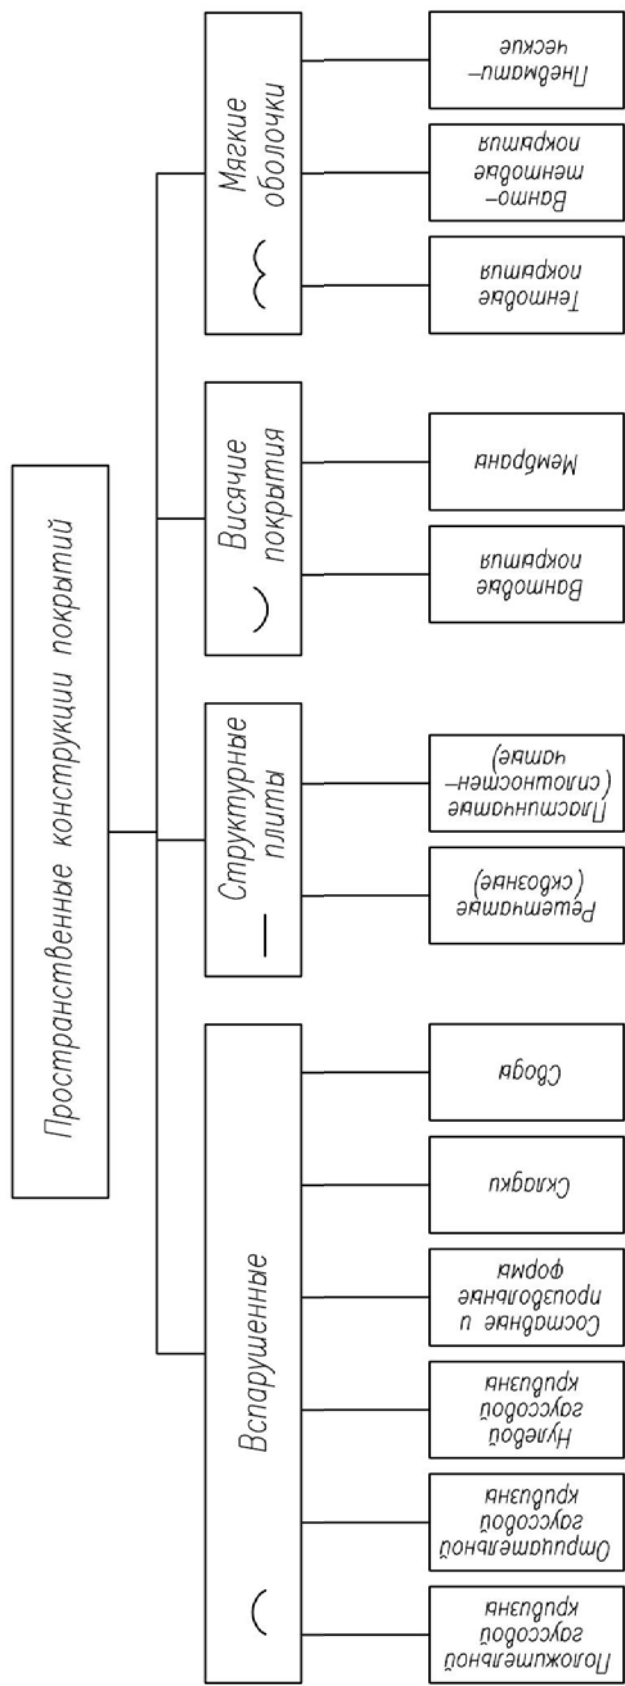 Пространственные конструкции покрытий
Вспарушенные
Структурные
плиты
Висячие
покрытия
Мягкие
оболочки
Положительной
гауссовой
кривизны
Отрицательной
гауссовой
кривизны
Нулевой
гауссовой
кривизны
Составные и
произвольные
формы
Складки
Своды
Решетчатые
(сквозные)
Пластинчатые
(сплошностен–
чатые)
Вантовые
покрытия
Мембраны
Тентовые
покрытия
Ванто–
тентовые
покрытия
Пневмати–
ческие